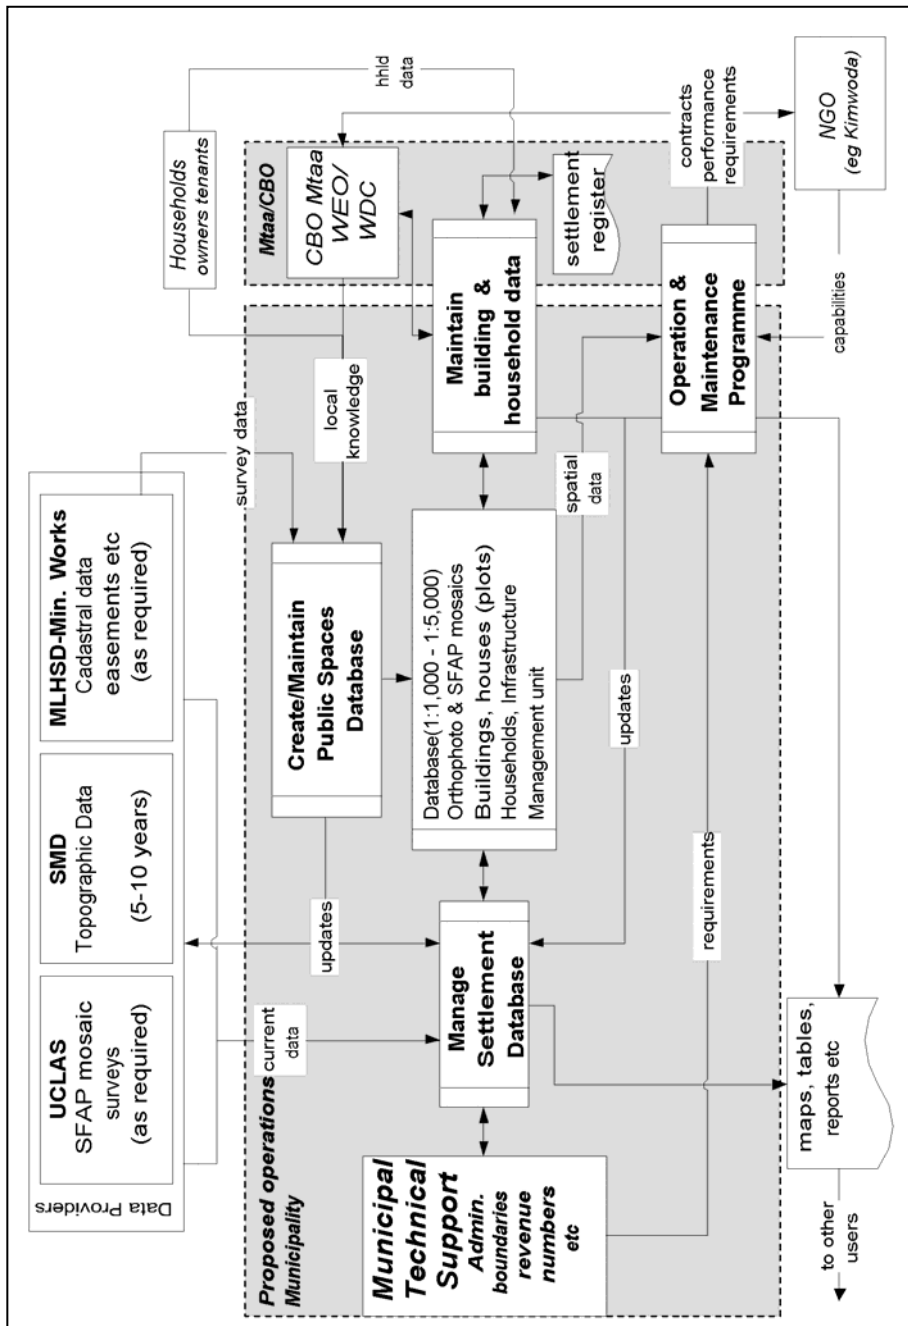 Data Providers
UCLAS
SFAP mosaic
surveys
(as required)
SMD
Topographic Data
(5-10 years)
MLHSD-Min. Works
Cadastral data
easements etc
(as required)
Households
owners tenants
hhld
data
survey data
updates
current
data
local
knowledge
Proposed operations
Municipality
Mtaa/CBO
CBO Mtaa
WEO/
WDC
Create/Maintain
Public Spaces
Database
Municipal
Technical
Support
Admin.
boundaries
revenue
numbers
etc
Manage
Settlement
Database
Database(1:1,000 - 1:5,000)
Orthophoto & SFAP mosaics
Buildings, houses (plots)
Households, Infrastructure
Management unit
Maintain
building &
household data
settlement
register
spatial
data
updates
requirements
Operation &
Maintenance
Programme
contracts
performance
requirements
NGO
(eg Kimwoda)
capabilities
maps, tables,
reports etc
to other
users